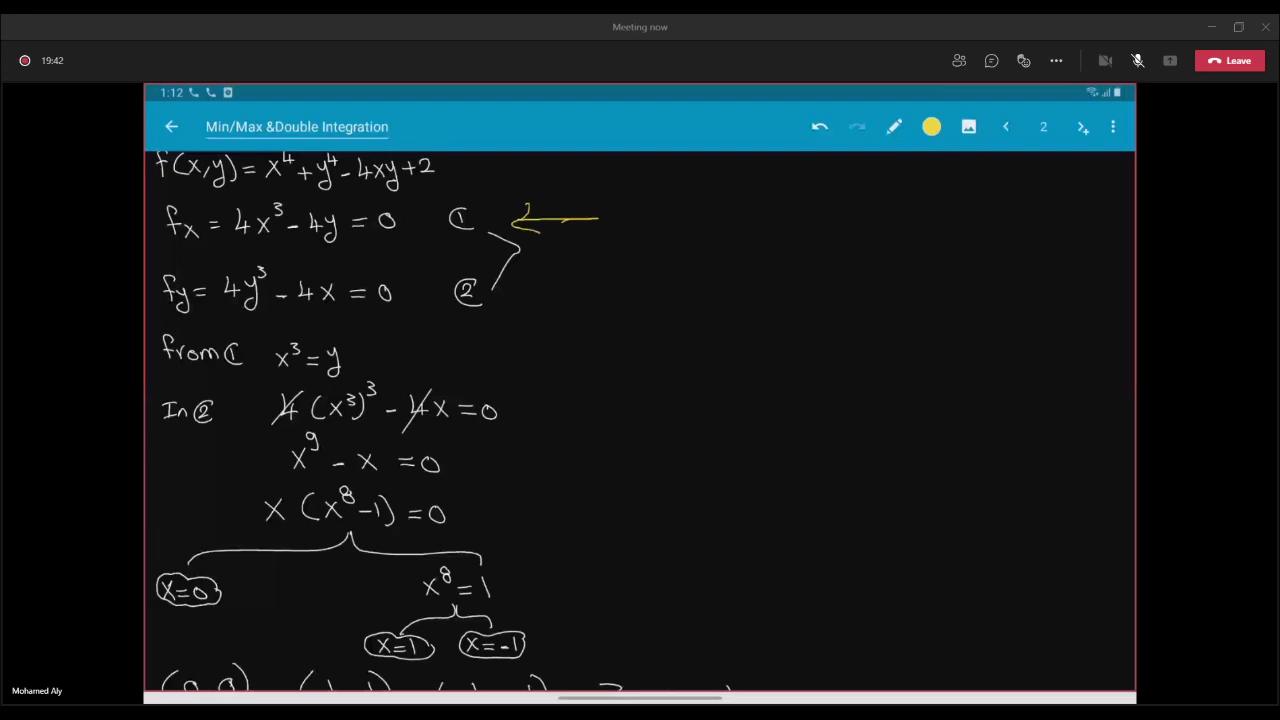 Meeting now
19:42
Leave
1:12
Min/Max &Double Integration
2
f(x,y) = x⁴ + y⁴ - 4xy + 2
fx = 4x³ - 4y = 0 ①
fy = 4y³ - 4x = 0 ②
from ① x³ = y
In ② 4(x³)³ - 4x = 0
x⁹ - x = 0
x (x⁸ - 1) = 0
x=0 x⁸ = 1
x=1 x=-1
Mohamed Aly